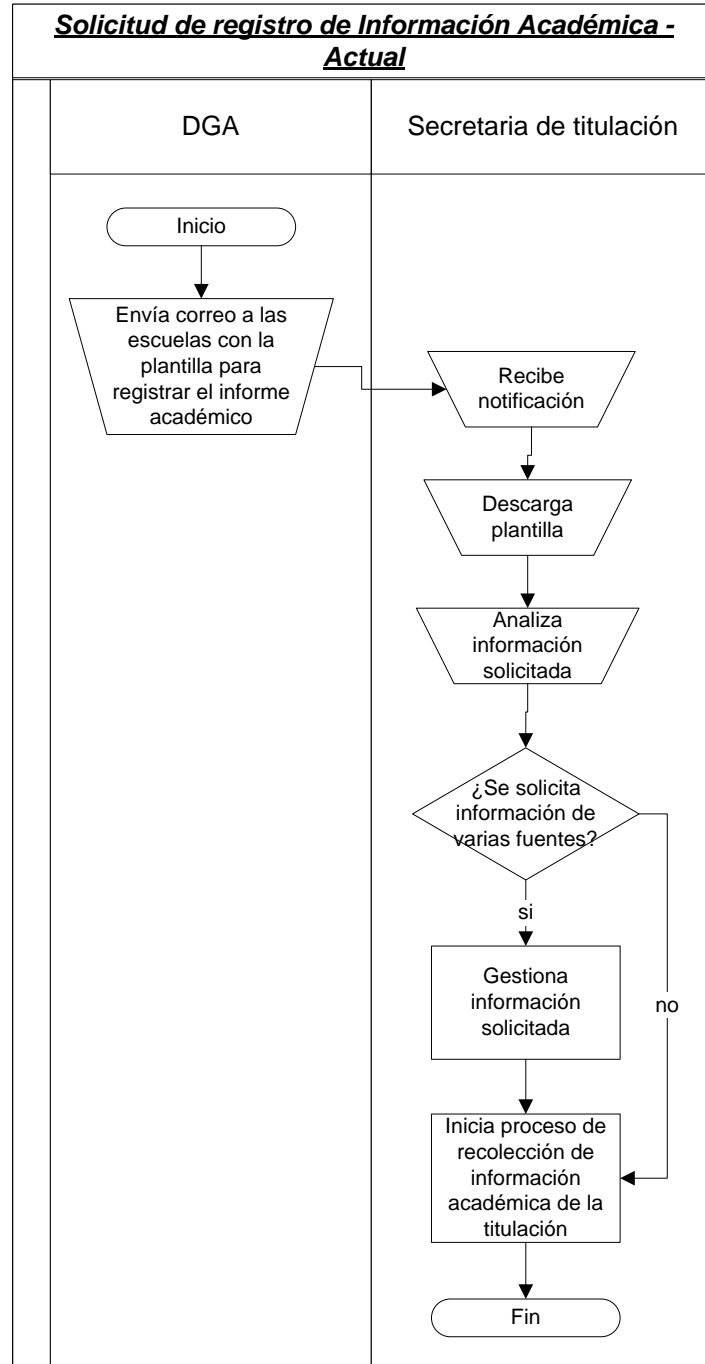 Solicitud de registro de Información Académica -
Actual
DGA
Secretaria de titulación
Inicio
Envía correo a las
escuelas con la
plantilla para
registrar el informe
académico
Recibe
notificación
Descarga
plantilla
Analiza
información
solicitada
¿Se solicita
información de
varias fuentes?
si
no
Gestiona
información
solicitada
Inicia proceso de
recolección de
información
académica de la
titulación
Fin